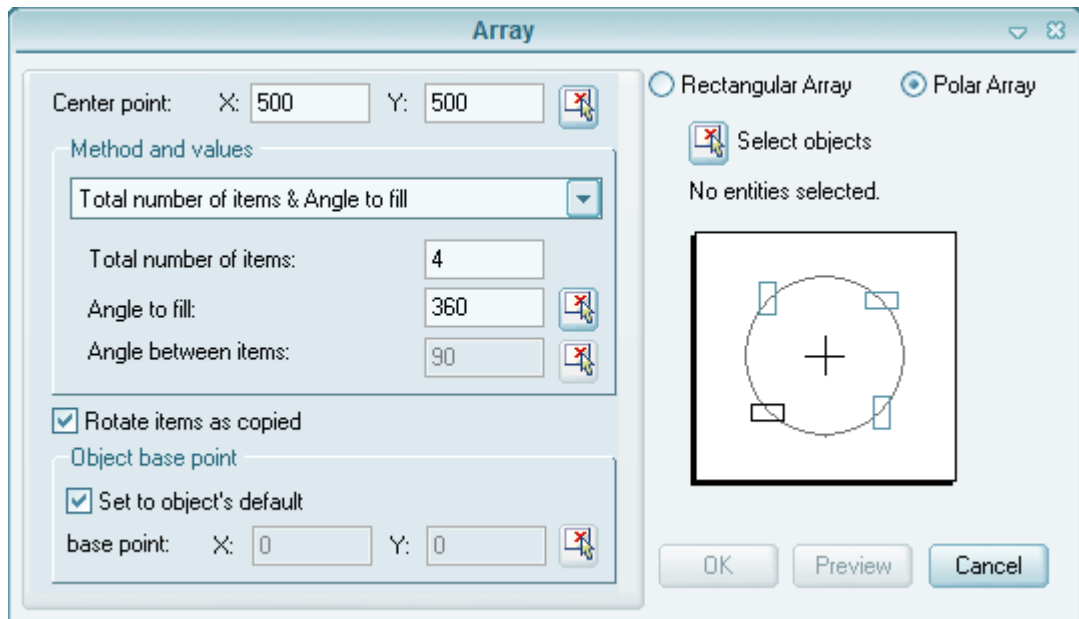 Array
Center point: X: 500 Y: 500
Method and values
Total number of items & Angle to fill
Total number of items: 4
Angle to fill: 360
Angle between items: 90
Rotate items as copied
Object base point
Set to object's default
base point: X: 0 Y: 0
Rectangular Array Polar Array
Select objects
No entities selected.
OK Preview Cancel